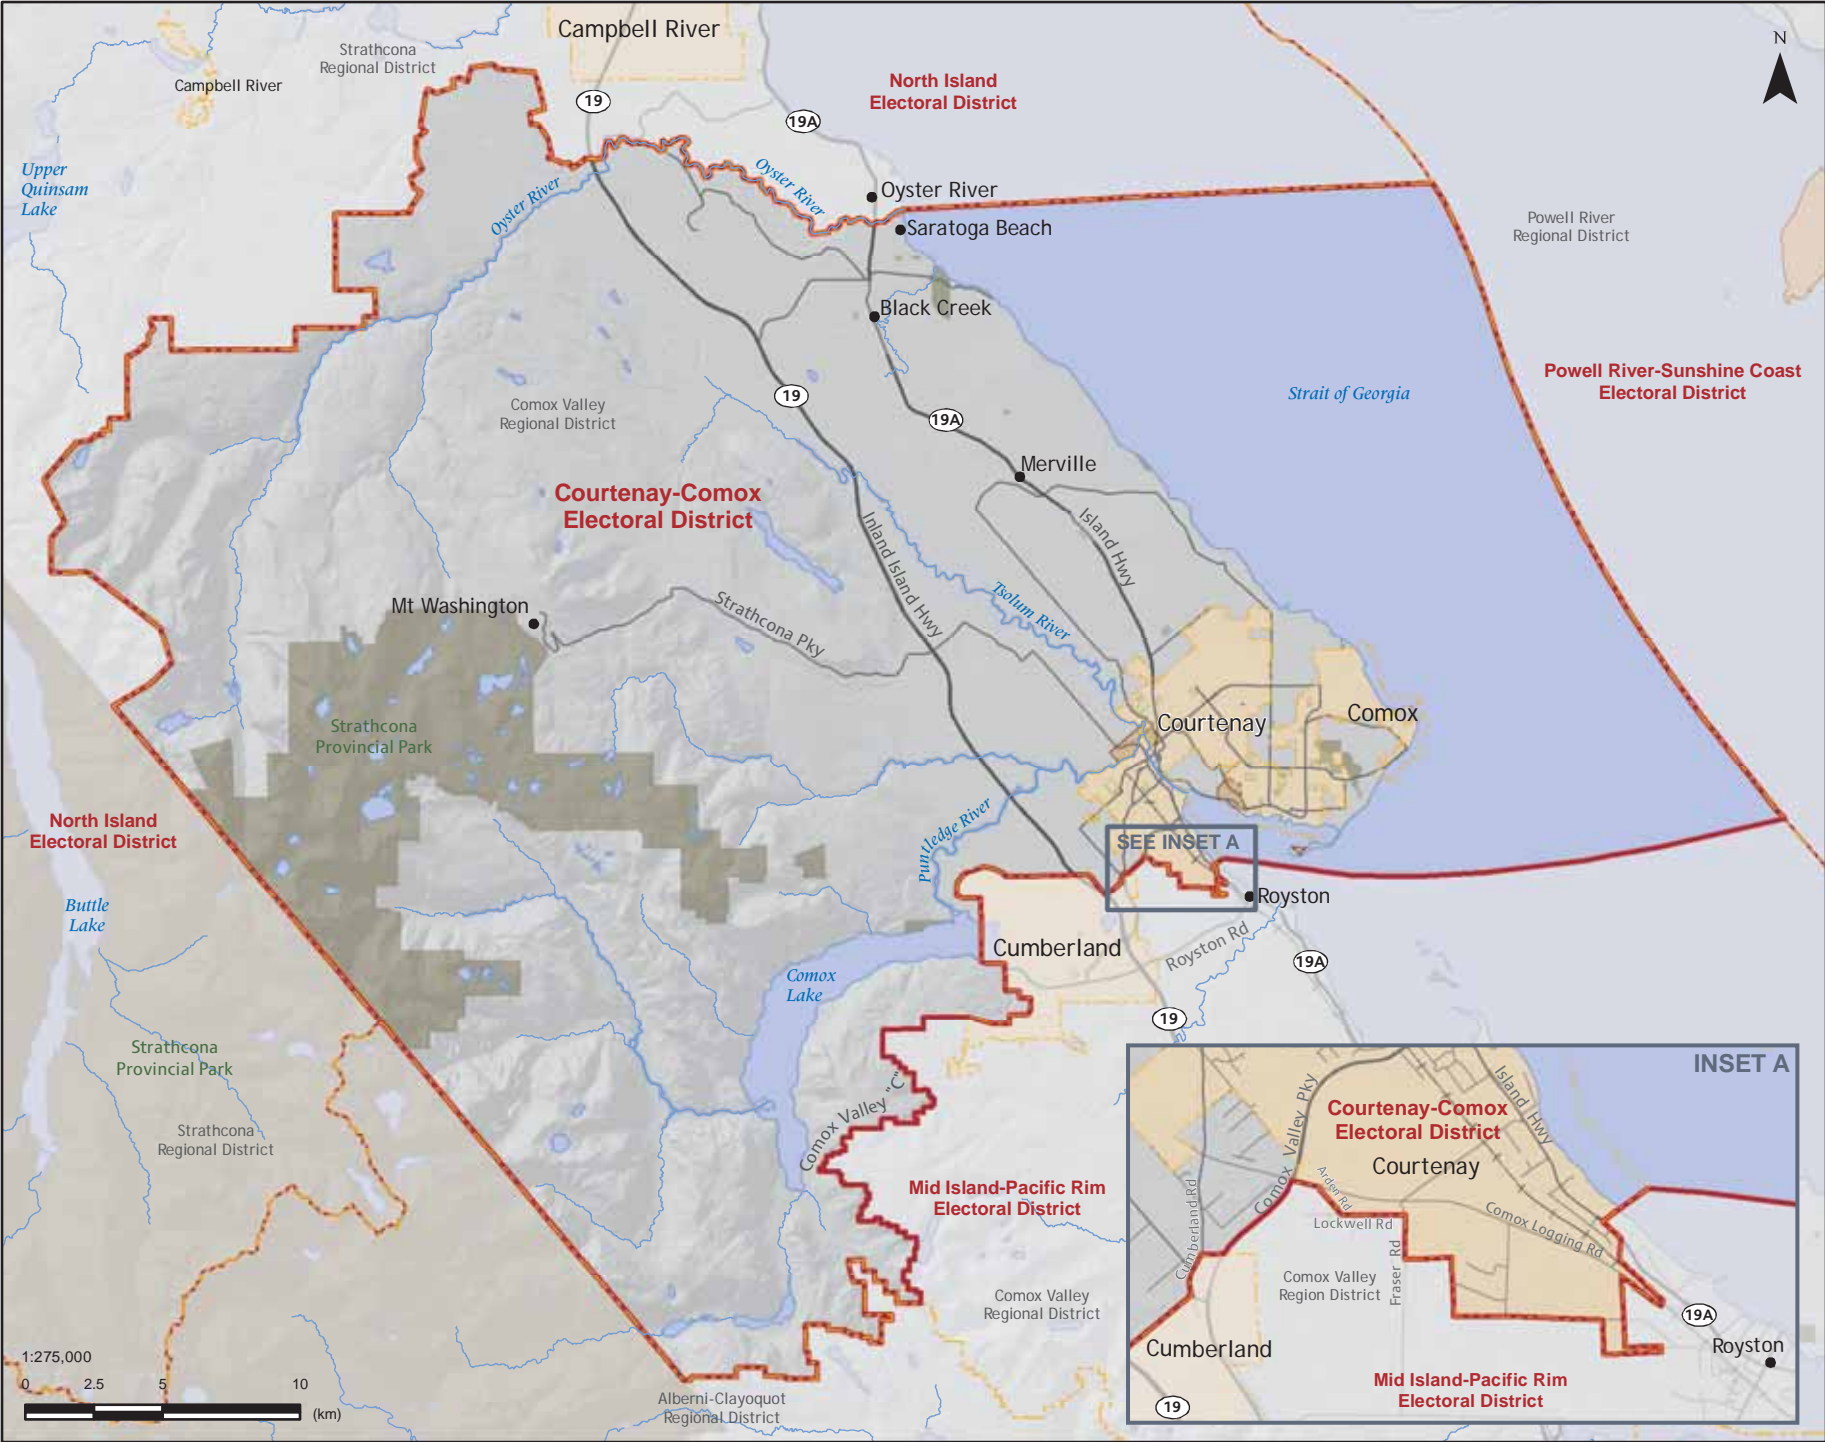 Campbell River
Strathcona
Regional District
Campbell River
North Island
Electoral District
N
19
19A
Upper
Quinsam
Lake
Oyster River
Oyster River
Oyster River
Saratoga Beach
Powell River
Regional District
Black Creek
Powell River-Sunshine Coast
Electoral District
Strait of Georgia
19
Comox Valley
Regional District
19A
Merville
Courtenay-Comox
Electoral District
Inland Island Hwy
Island Hwy
Mt Washington
Strathcona Pky
Tsolum River
Strathcona
Provincial Park
Courtenay
Comox
North Island
Electoral District
Puntledge River
SEE INSET A
Buttle
Lake
Royston
Cumberland
Royston Rd
19A
Comox
Lake
19
Strathcona
Provincial Park
Comox Valley "C"
Strathcona
Regional District
Mid Island-Pacific Rim
Electoral District
Comox Valley
Regional District
Alberni-Clayoquot
Regional District
1:275,000
0 2.5 5 10
(km)
INSET A
Comox Valley Pky
Island Hwy
Courtenay-Comox
Electoral District
Courtenay
Cumberland Rd
Arden Rd
Lockwell Rd
Comox Logging Rd
Fraser Rd
Comox Valley
Region District
19A
Cumberland
Royston
Mid Island-Pacific Rim
Electoral District
19